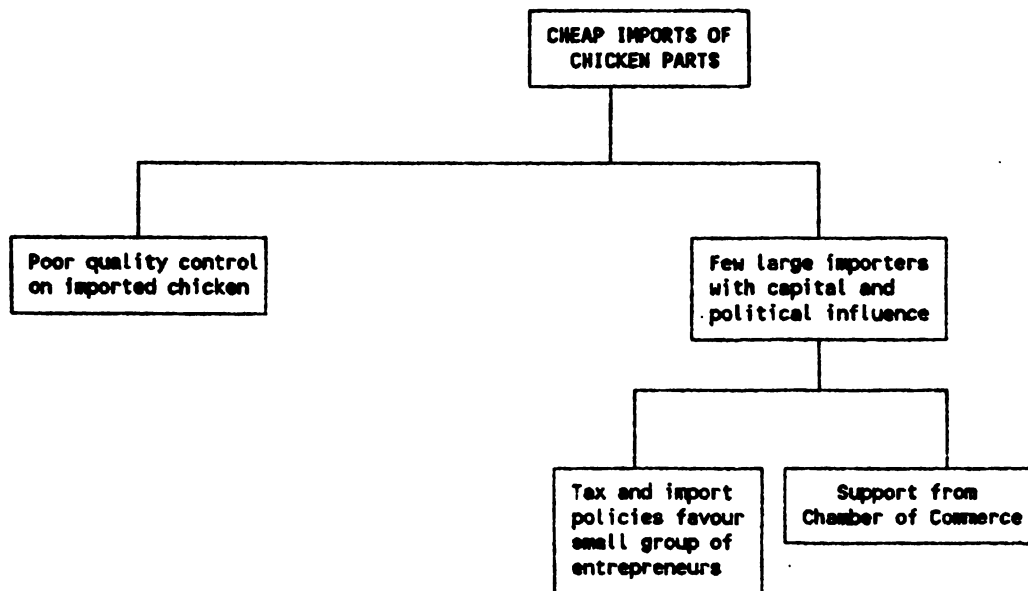 CHEAP IMPORTS OF
CHICKEN PARTS
Poor quality control
on imported chicken
Few large importers
with capital and
political influence
Tax and import
policies favour
small group of
entrepreneurs
Support from
Chamber of Commerce